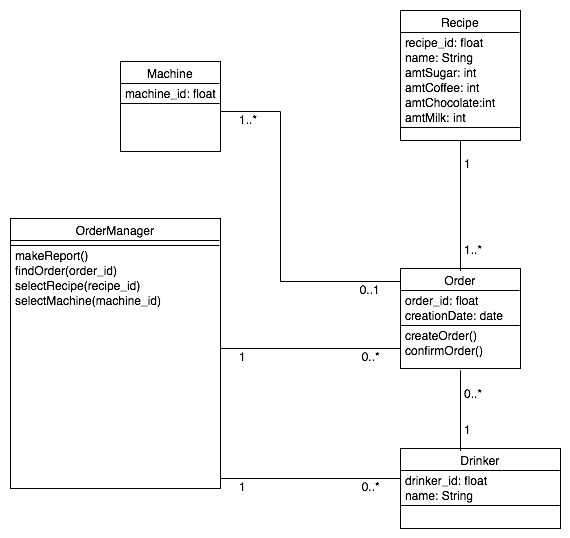 Recipe
recipe_id: float
name: String
amtSugar: int
amtCoffee: int
amtChocolate:int
amtMilk: int
Machine
machine_id: float
1..*
1
OrderManager
makeReport()
findOrder(order_id)
selectRecipe(recipe_id)
selectMachine(machine_id)
1..*
0..1
Order
order_id: float
creationDate: date
createOrder()
confirmOrder()
1
0..*
0..*
1
Drinker
drinker_id: float
name: String
1
0..*